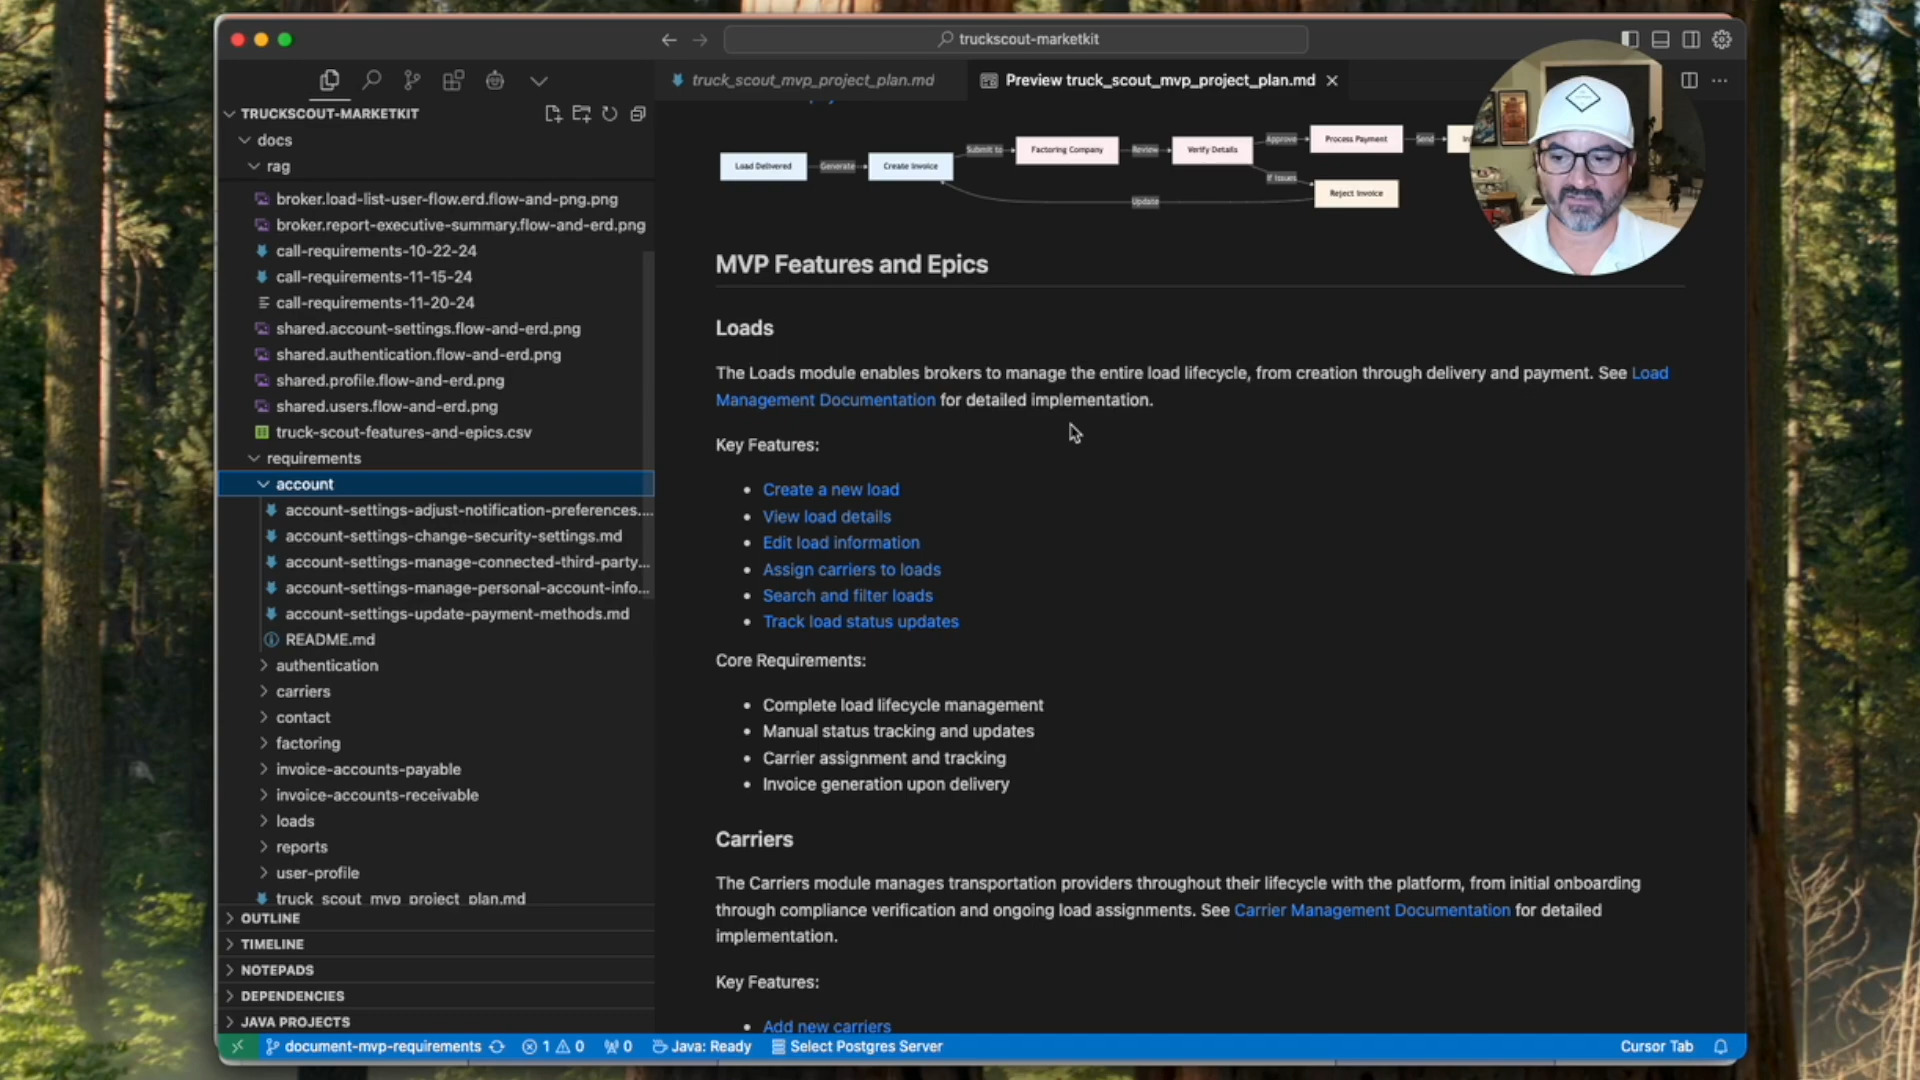 truckscout-marketkit
truck_scout_mvp_project_plan.md
Preview truck_scout_mvp_project_plan.md
TRUCKSCOUT-MARKETKIT
docs
rag
broker.load-list-user-flow.erd.flow-and-png.png
broker.report-executive-summary.flow-and-erd.png
call-requirements-10-22-24
call-requirements-11-15-24
call-requirements-11-20-24
shared.account-settings.flow-and-erd.png
shared.authentication.flow-and-erd.png
shared.profile.flow-and-erd.png
shared.users.flow-and-erd.png
truck-scout-features-and-epics.csv
requirements
account
account-settings-adjust-notification-preferences....
account-settings-change-security-settings.md
account-settings-manage-connected-third-party...
account-settings-manage-personal-account-info...
account-settings-update-payment-methods.md
README.md
authentication
carriers
contact
factoring
invoice-accounts-payable
invoice-accounts-receivable
loads
reports
user-profile
truck_scout_mvp_project_plan.md
OUTLINE
TIMELINE
NOTEPADS
DEPENDENCIES
JAVA PROJECTS
Load Delivered
Generate
Create Invoice
Submit to
Factoring Company
Review
Verify Details
Approve
Process Payment
Send
If Issues
Reject Invoice
Update
MVP Features and Epics
Loads
The Loads module enables brokers to manage the entire load lifecycle, from creation through delivery and payment. See Load
Management Documentation for detailed implementation.
Key Features:
Create a new load
View load details
Edit load information
Assign carriers to loads
Search and filter loads
Track load status updates
Core Requirements:
Complete load lifecycle management
Manual status tracking and updates
Carrier assignment and tracking
Invoice generation upon delivery
Carriers
The Carriers module manages transportation providers throughout their lifecycle with the platform, from initial onboarding
through compliance verification and ongoing load assignments. See Carrier Management Documentation for detailed
implementation.
Key Features:
Add new carriers
document-mvp-requirements
1
0
0
Java: Ready
Select Postgres Server
Cursor Tab